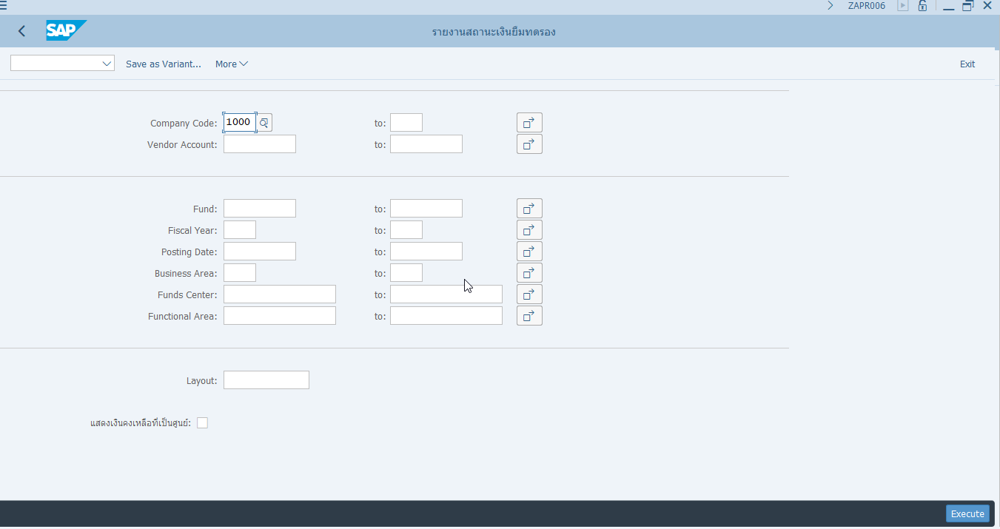 ZAPR006
SAP
รายงานสถานะเงินยืมทดรอง
Save as Variant...
More
Exit
Company Code: 1000 to:
Vendor Account: to:
Fund: to:
Fiscal Year: to:
Posting Date: to:
Business Area: to:
Funds Center: to:
Functional Area: to:
Layout:
แสดงเงินคงเหลือที่เป็นศูนย์:
Execute